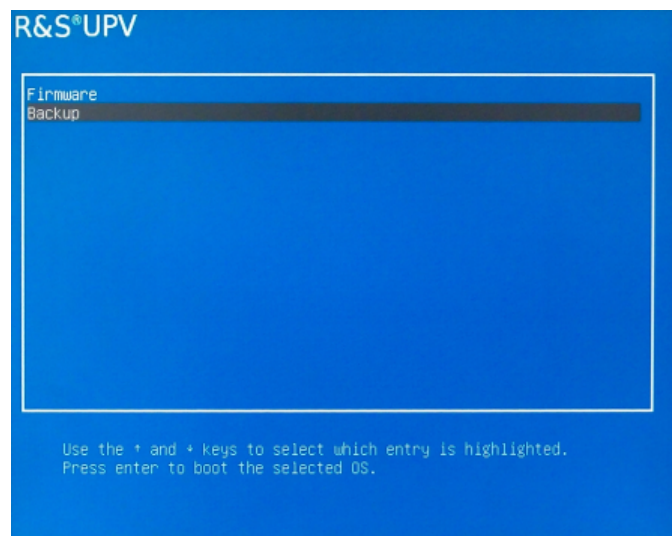 R&S®UPV
Firmware
Backup
Use the ↑ and ↓ keys to select which entry is highlighted.
Press enter to boot the selected OS.